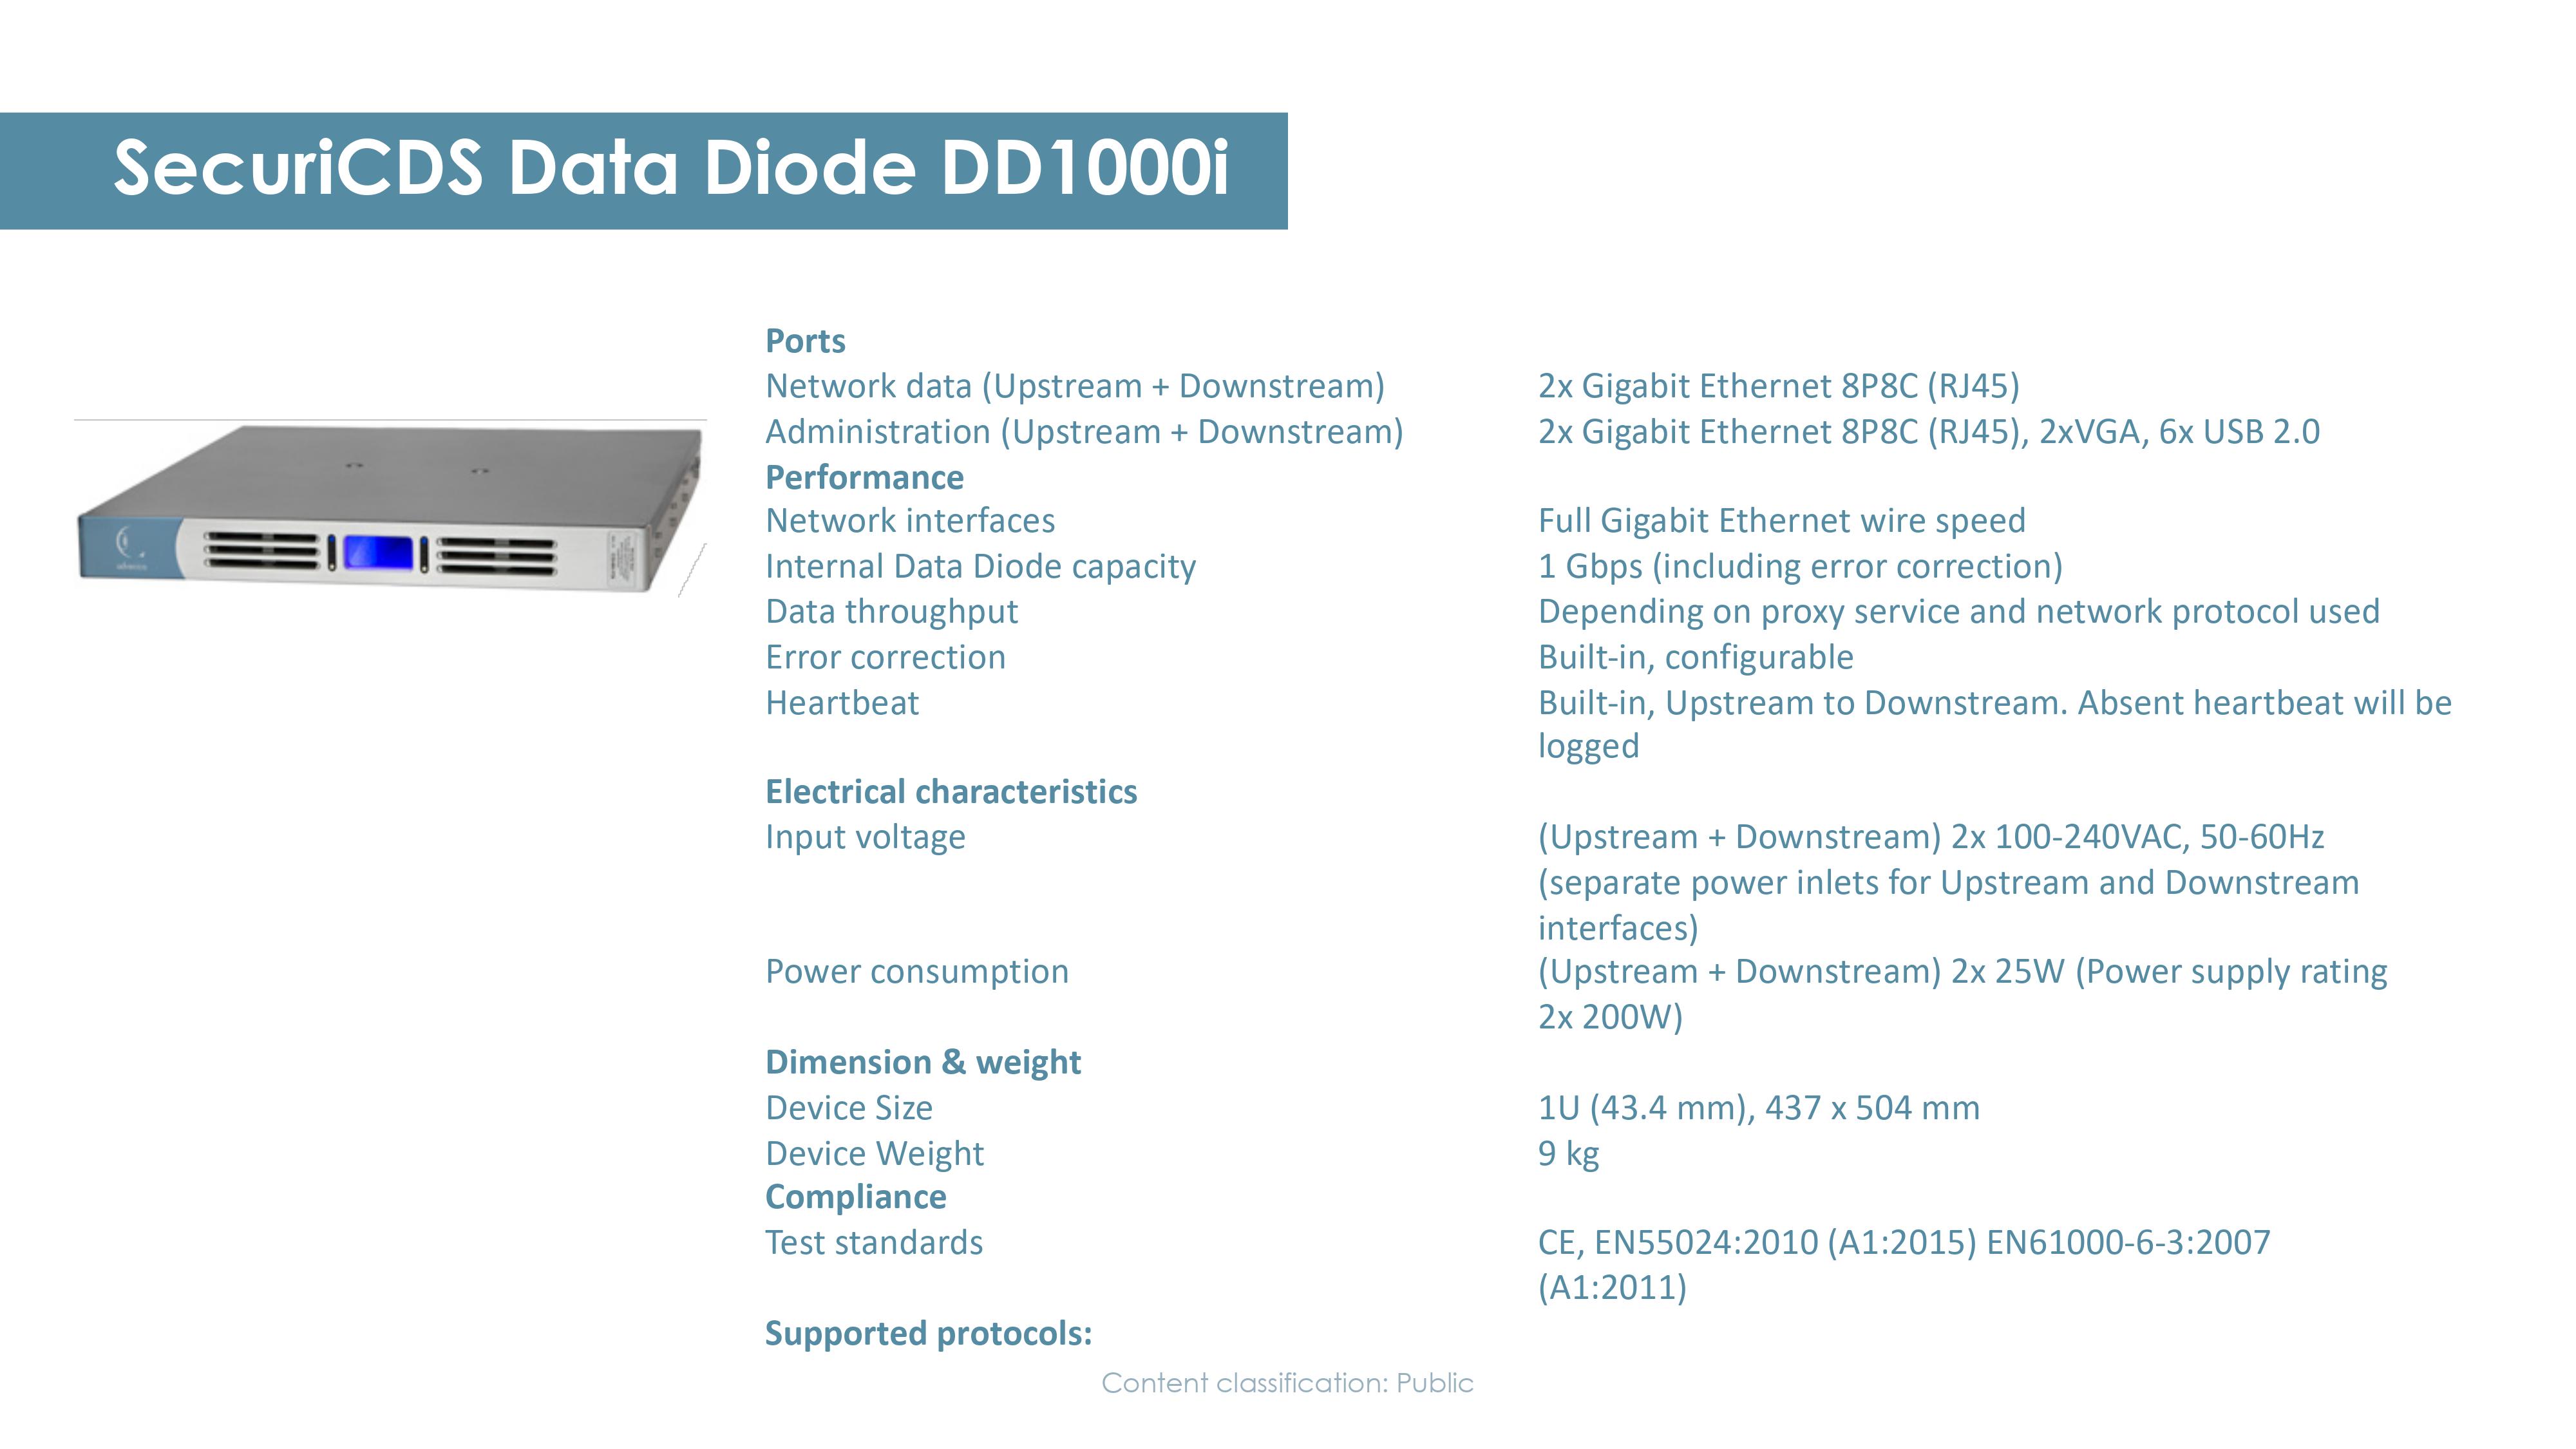 SecuriCDS Data Diode DD1000i
Ports
Network data (Upstream + Downstream) 2x Gigabit Ethernet 8P8C (RJ45)
Administration (Upstream + Downstream) 2x Gigabit Ethernet 8P8C (RJ45), 2xVGA, 6x USB 2.0
Performance
Network interfaces Full Gigabit Ethernet wire speed
Internal Data Diode capacity 1 Gbps (including error correction)
Data throughput Depending on proxy service and network protocol used
Error correction Built-in, configurable
Heartbeat Built-in, Upstream to Downstream. Absent heartbeat will be
logged
Electrical characteristics
Input voltage (Upstream + Downstream) 2x 100-240VAC, 50-60Hz
(separate power inlets for Upstream and Downstream
interfaces)
Power consumption (Upstream + Downstream) 2x 25W (Power supply rating
2x 200W)
Dimension & weight
Device Size 1U (43.4 mm), 437 x 504 mm
Device Weight 9 kg
Compliance
Test standards CE, EN55024:2010 (A1:2015) EN61000-6-3:2007
(A1:2011)
Supported protocols:
Content classification: Public